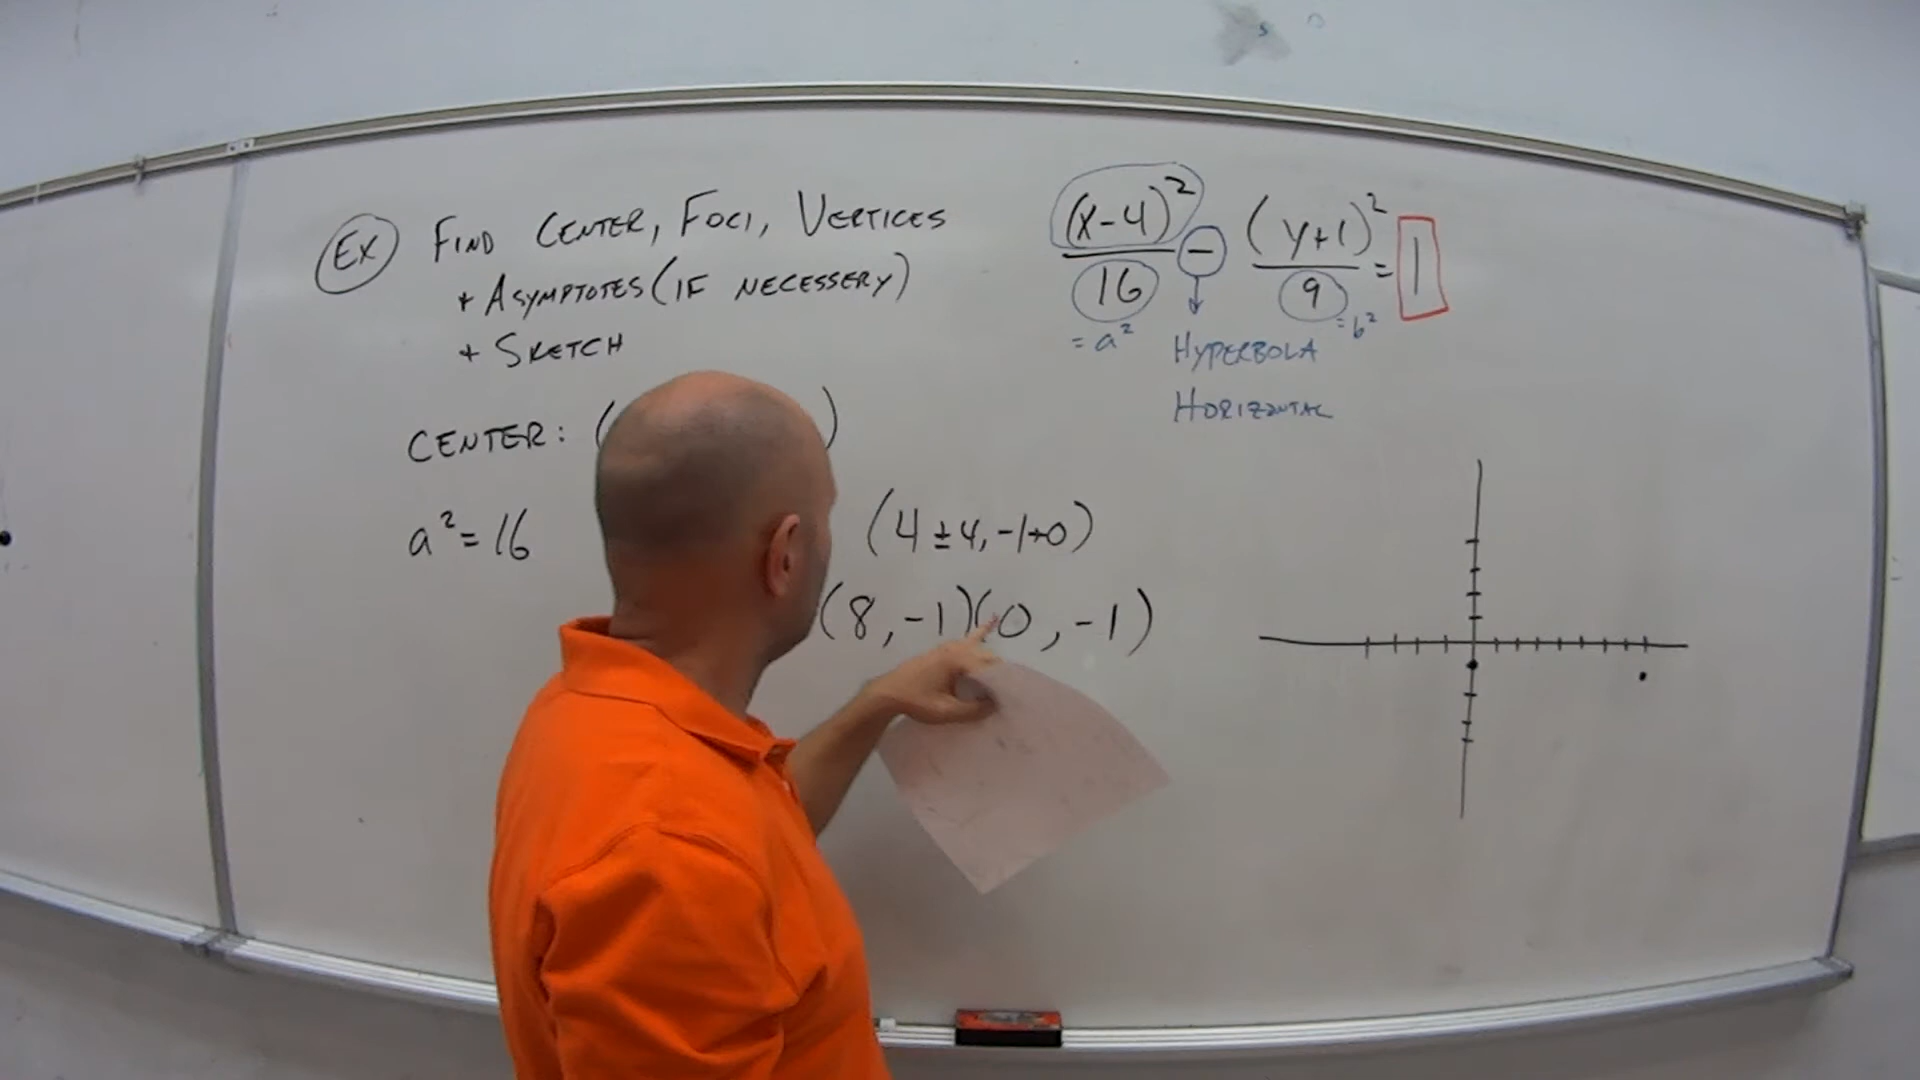 EX FIND CENTER, FOCI, VERTICES
+ ASYMPTOTES (IF NECESSERY)
+ SKETCH
(x-4)² / 16 - (y+1)² / 9 = 1
= a²
= b²
HYPERBOLA
HORIZONTAL
CENTER: ( )
a² = 16
(4 ± 4, -1+0)
(8, -1) (0, -1)